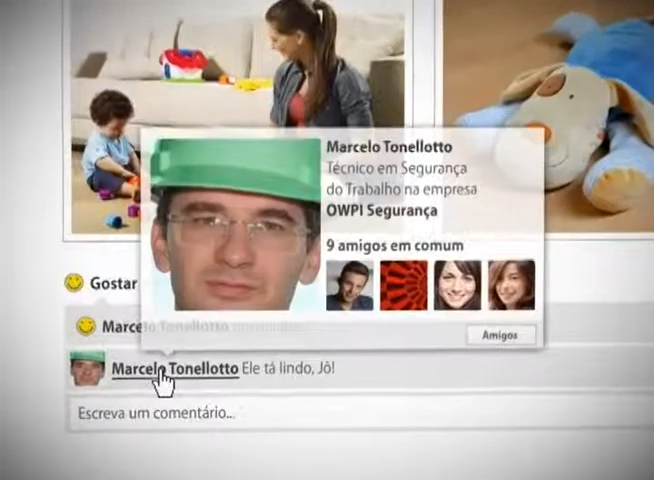 Marcelo Tonellotto
Técnico em Segurança
do Trabalho na empresa
OWPI Segurança
9 amigos em comum
Amigos
Gostar
Marcelo Tonellotto
Marcelo Tonellotto Ele tá lindo, Jô!
Escreva um comentário...